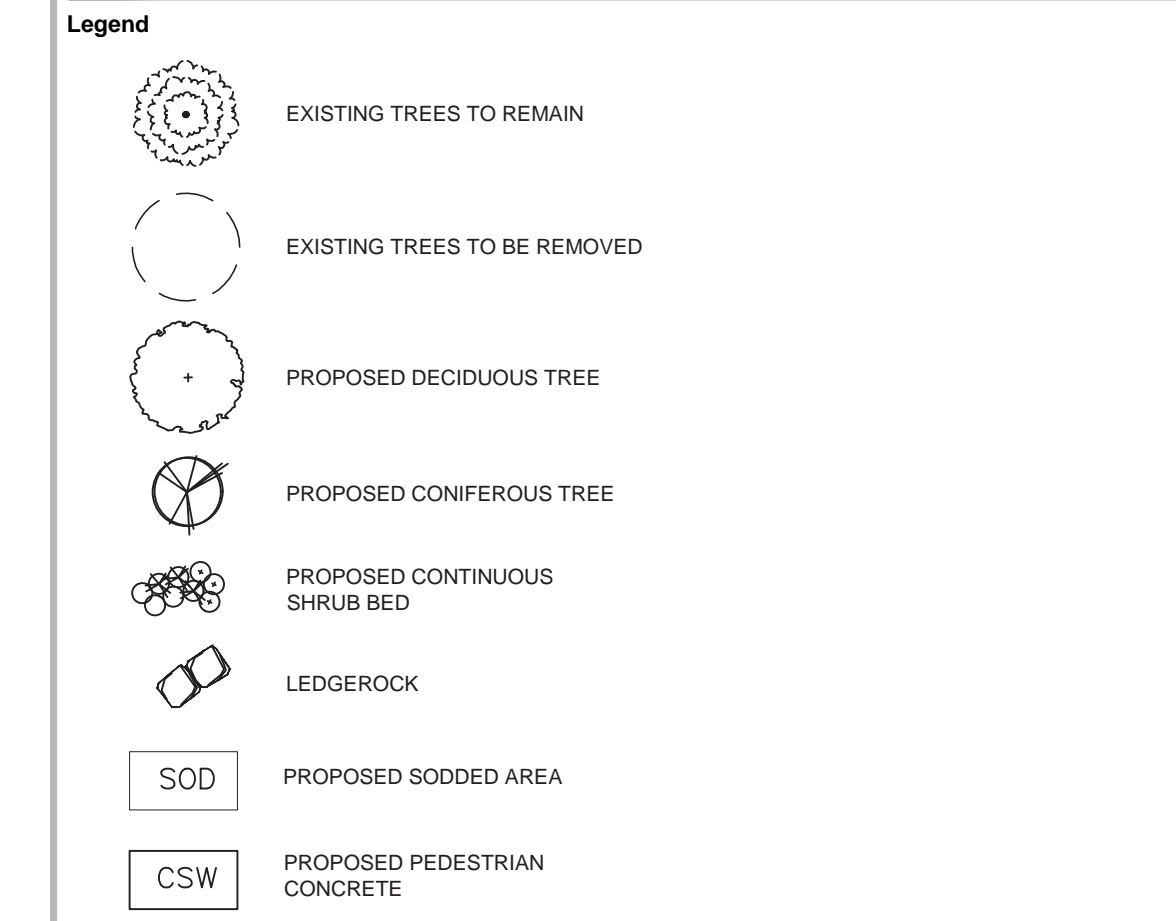 Legend
EXISTING TREES TO REMAIN
EXISTING TREES TO BE REMOVED
PROPOSED DECIDUOUS TREE
PROPOSED CONIFEROUS TREE
PROPOSED CONTINUOUS
SHRUB BED
LEDGEROCK
SOD PROPOSED SODDED AREA
CSW PROPOSED PEDESTRIAN
CONCRETE